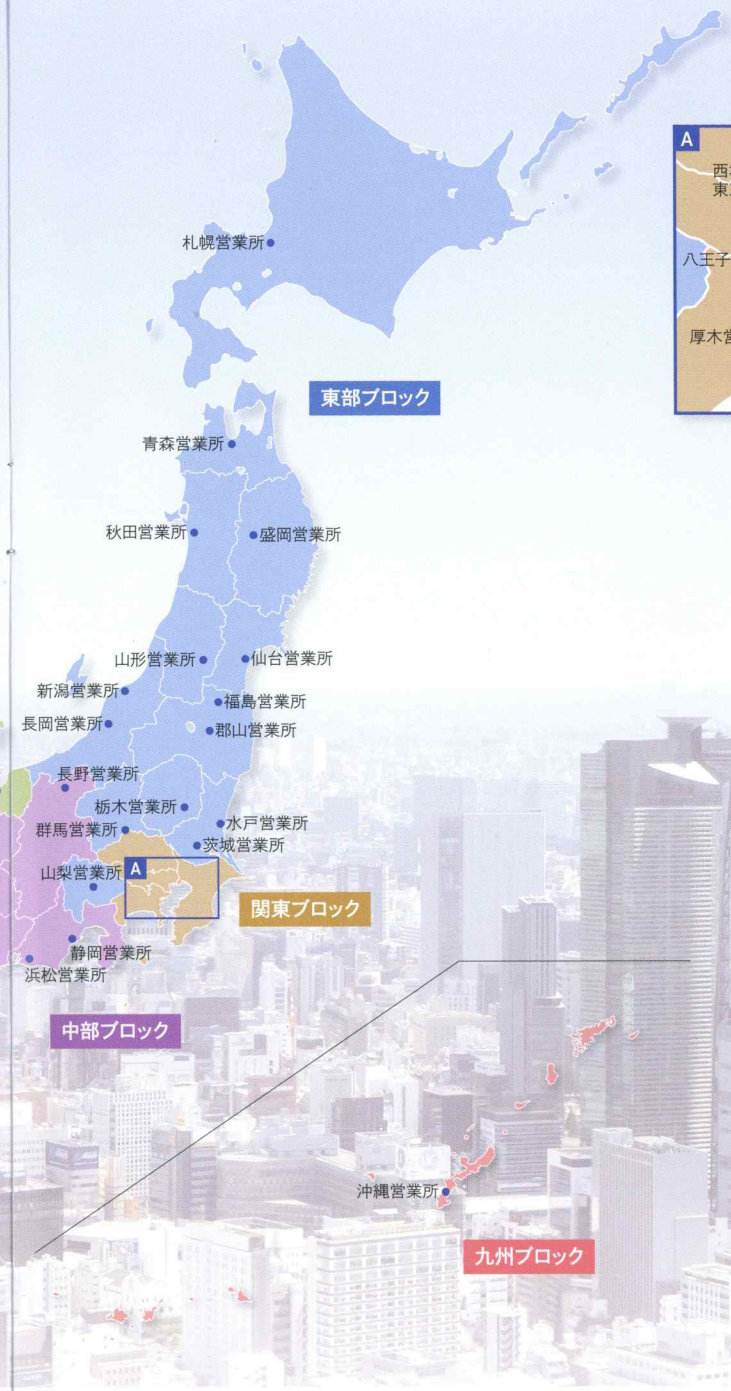 札幌営業所
東部ブロック
青森営業所
秋田営業所
盛岡営業所
山形営業所
仙台営業所
新潟営業所
福島営業所
長岡営業所
郡山営業所
長野営業所
栃木営業所
群馬営業所
水戸営業所
茨城営業所
山梨営業所
A
関東ブロック
静岡営業所
浜松営業所
中部ブロック
沖縄営業所
九州ブロック
A
西
東
八王子
厚木営